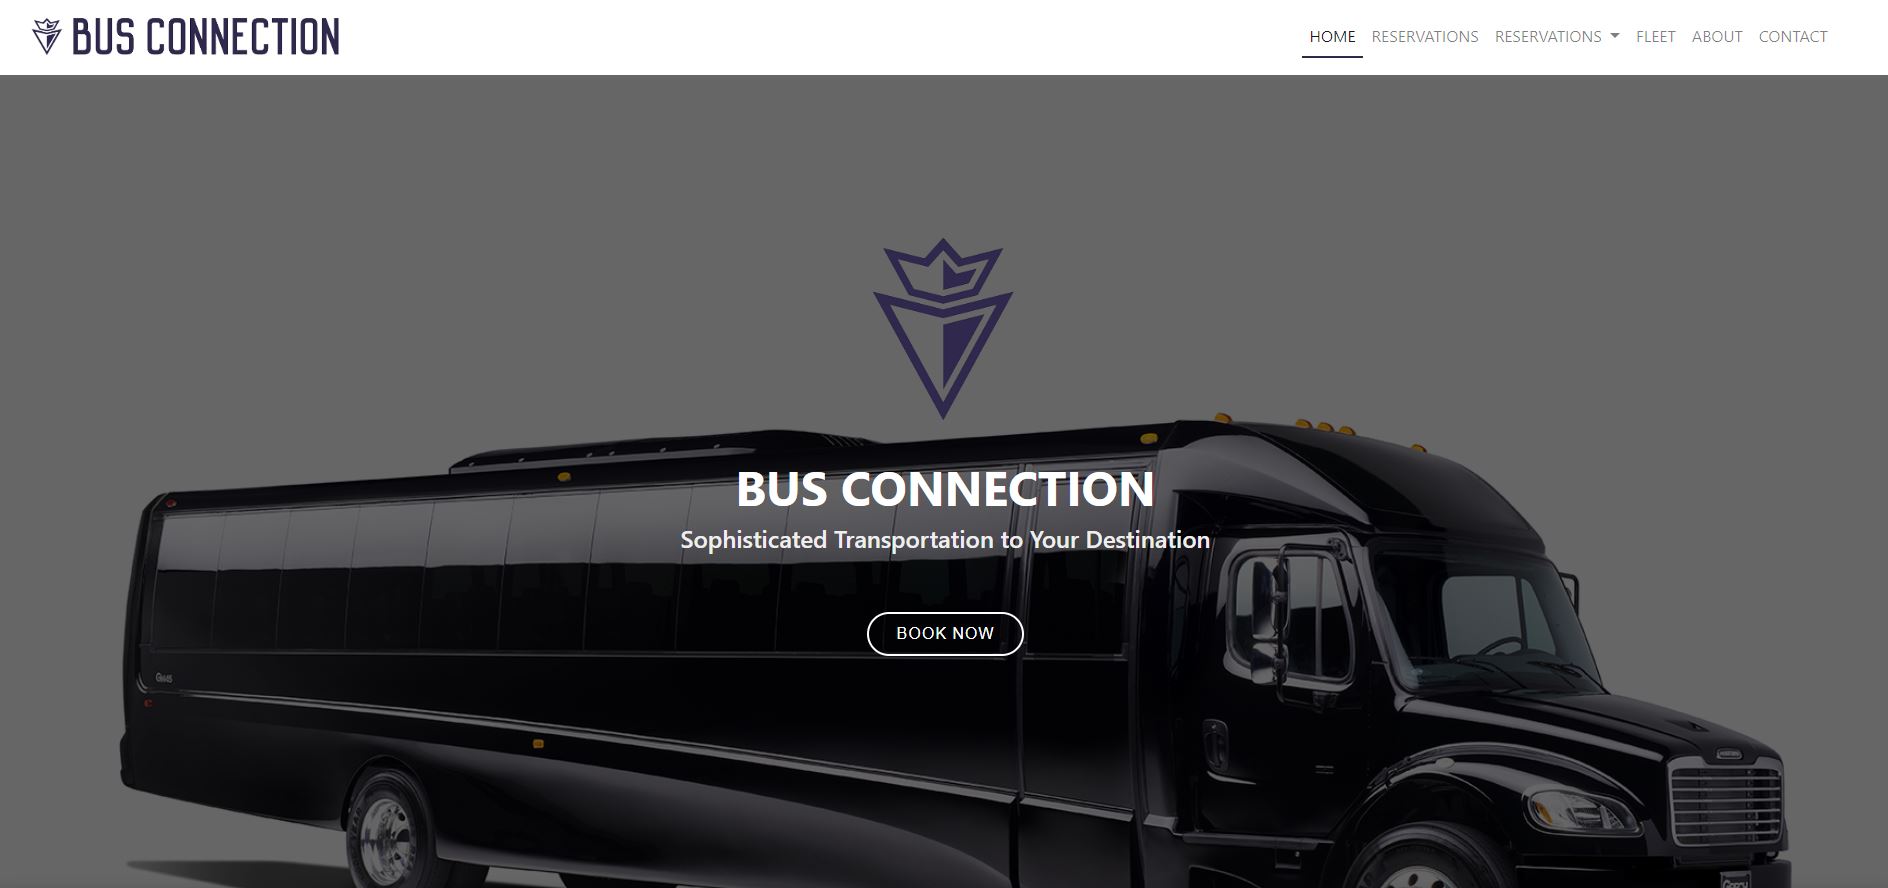 BUS CONNECTION
HOME RESERVATIONS RESERVATIONS FLEET ABOUT CONTACT
BUS CONNECTION
Sophisticated Transportation to Your Destination
BOOK NOW